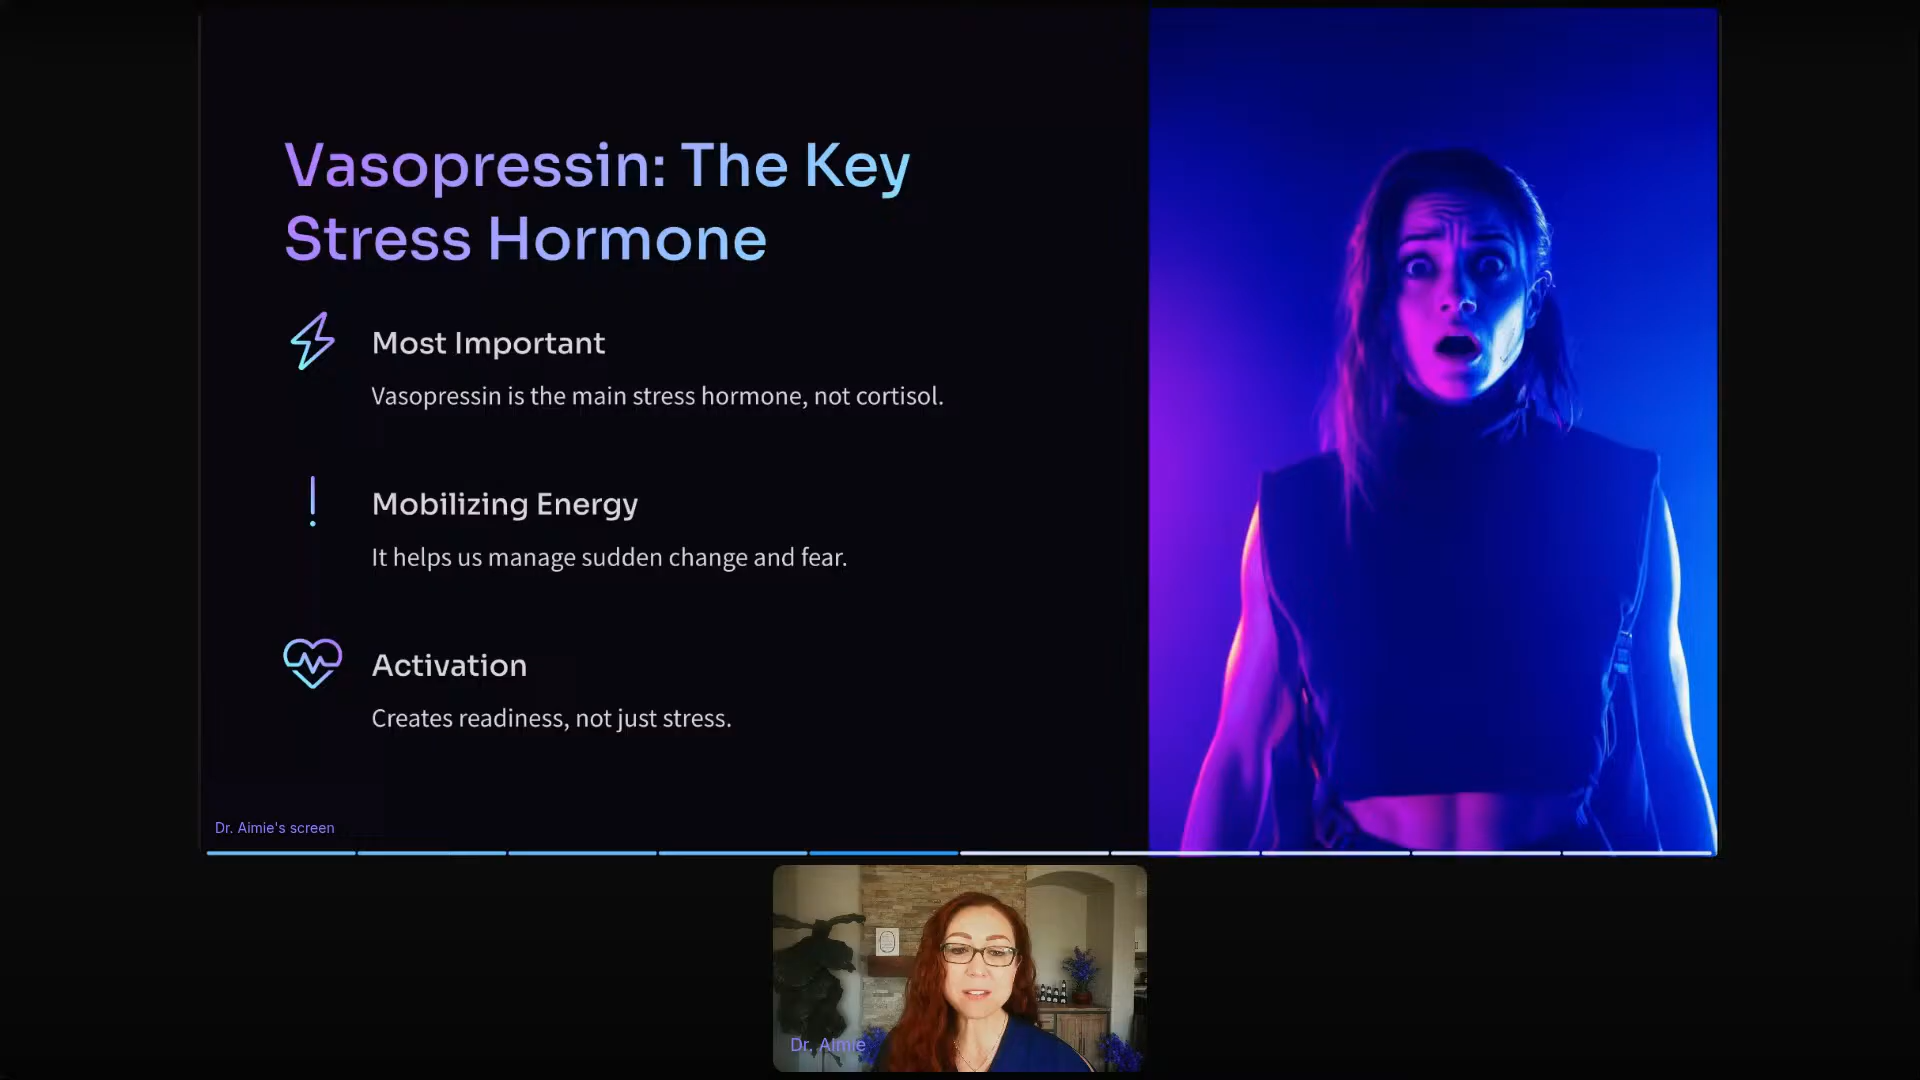 Vasopressin: The Key
Stress Hormone
Most Important
Vasopressin is the main stress hormone, not cortisol.
Mobilizing Energy
It helps us manage sudden change and fear.
Activation
Creates readiness, not just stress.
Dr. Aimie's screen
Dr. Aimie